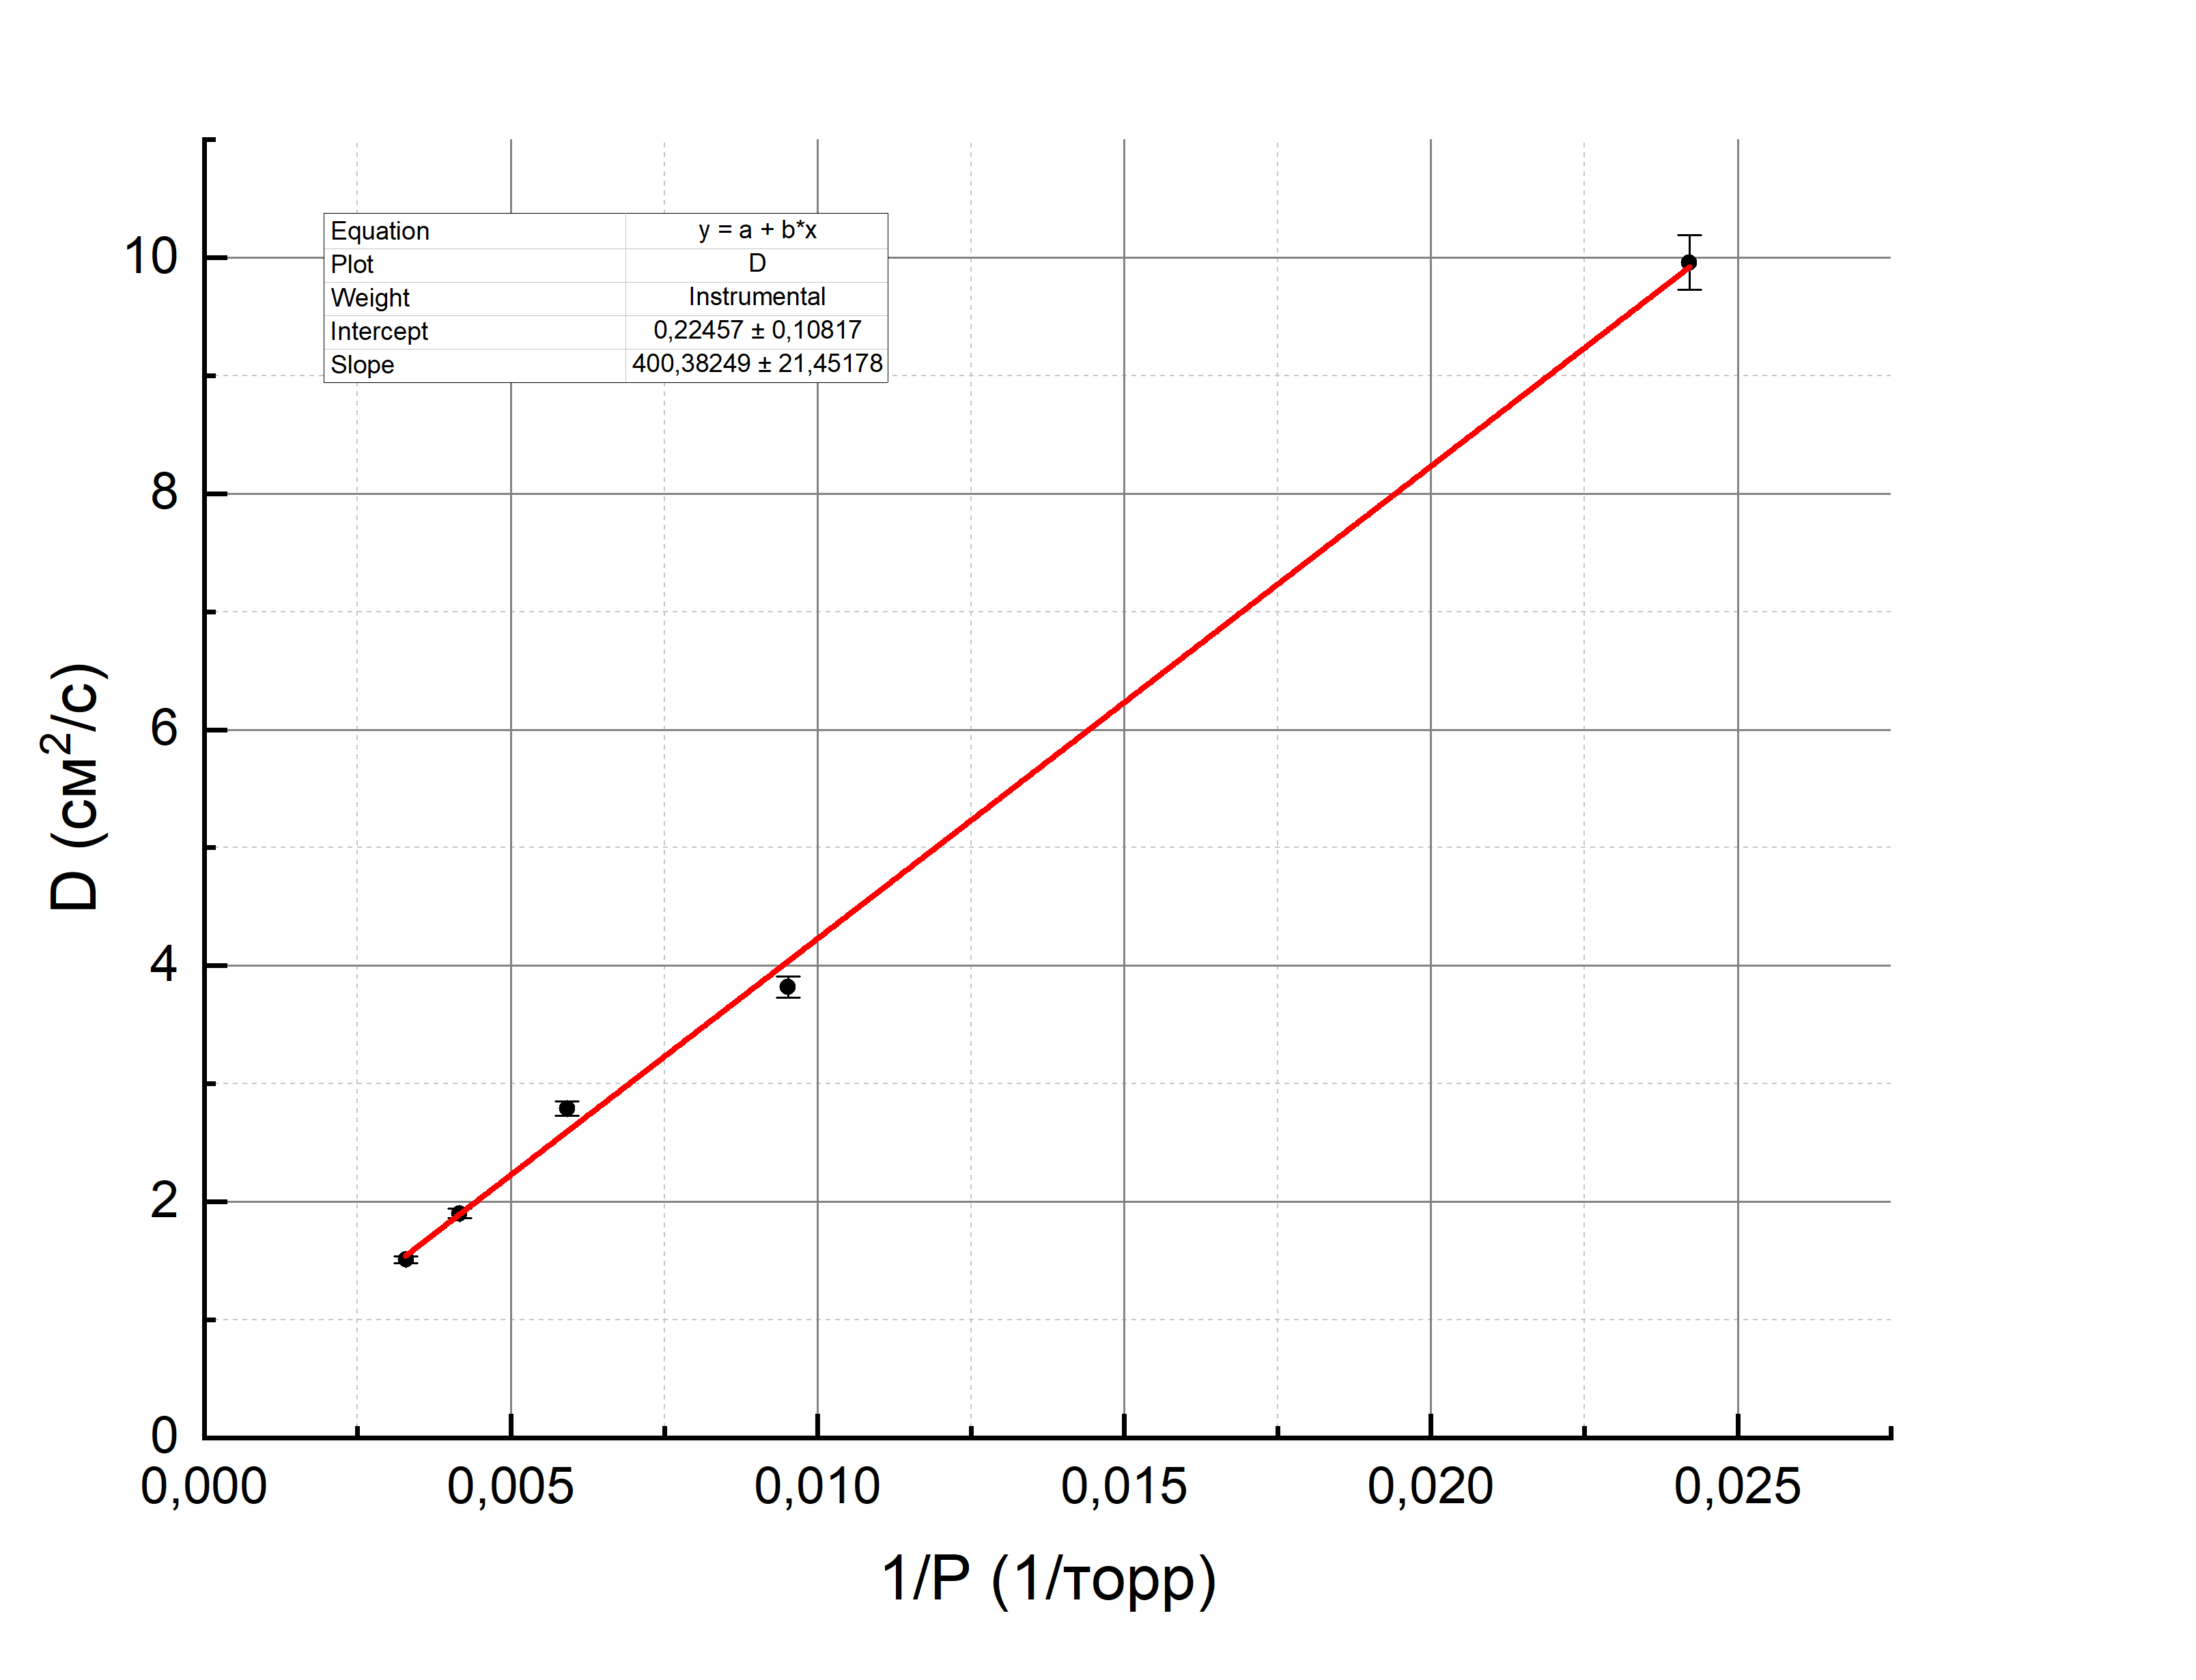 Equation y = a + b*x
Plot D
Weight Instrumental
Intercept 0,22457 ± 0,10817
Slope 400,38249 ± 21,45178
10
8
6
4
2
0
D (см²/с)
0,000 0,005 0,010 0,015 0,020 0,025
1/P (1/торр)